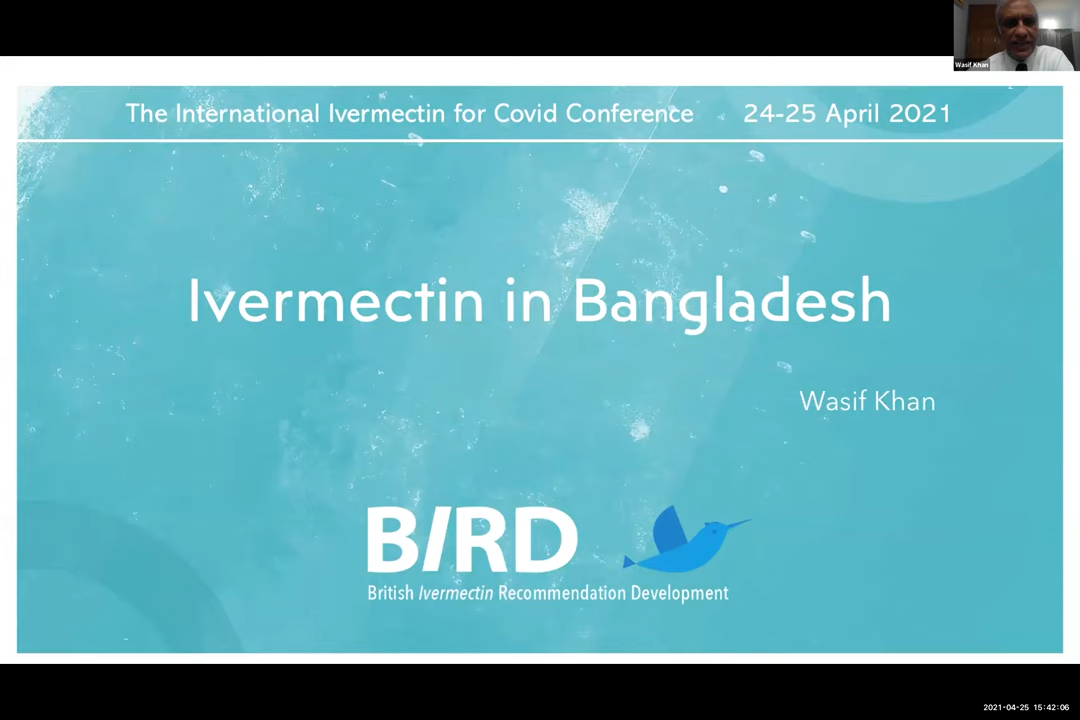 Wasif Khan
The International Ivermectin for Covid Conference 24-25 April 2021
Ivermectin in Bangladesh
Wasif Khan
BIRD
British Ivermectin Recommendation Development
2021-04-25 15:42:06